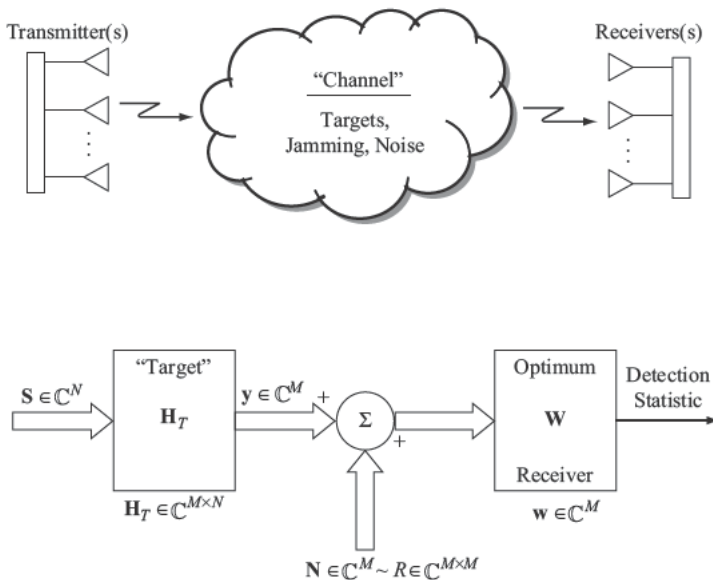 Transmitter(s)
Receivers(s)
“Channel”
Targets,
Jamming, Noise
“Target”
Optimum
Detection
Statistic
S ∈ ℂ^N
H_T
y ∈ ℂ^M
+
Σ
+
W
Receiver
H_T ∈ ℂ^{M×N}
w ∈ ℂ^M
N ∈ ℂ^M ~ R ∈ ℂ^{M×M}